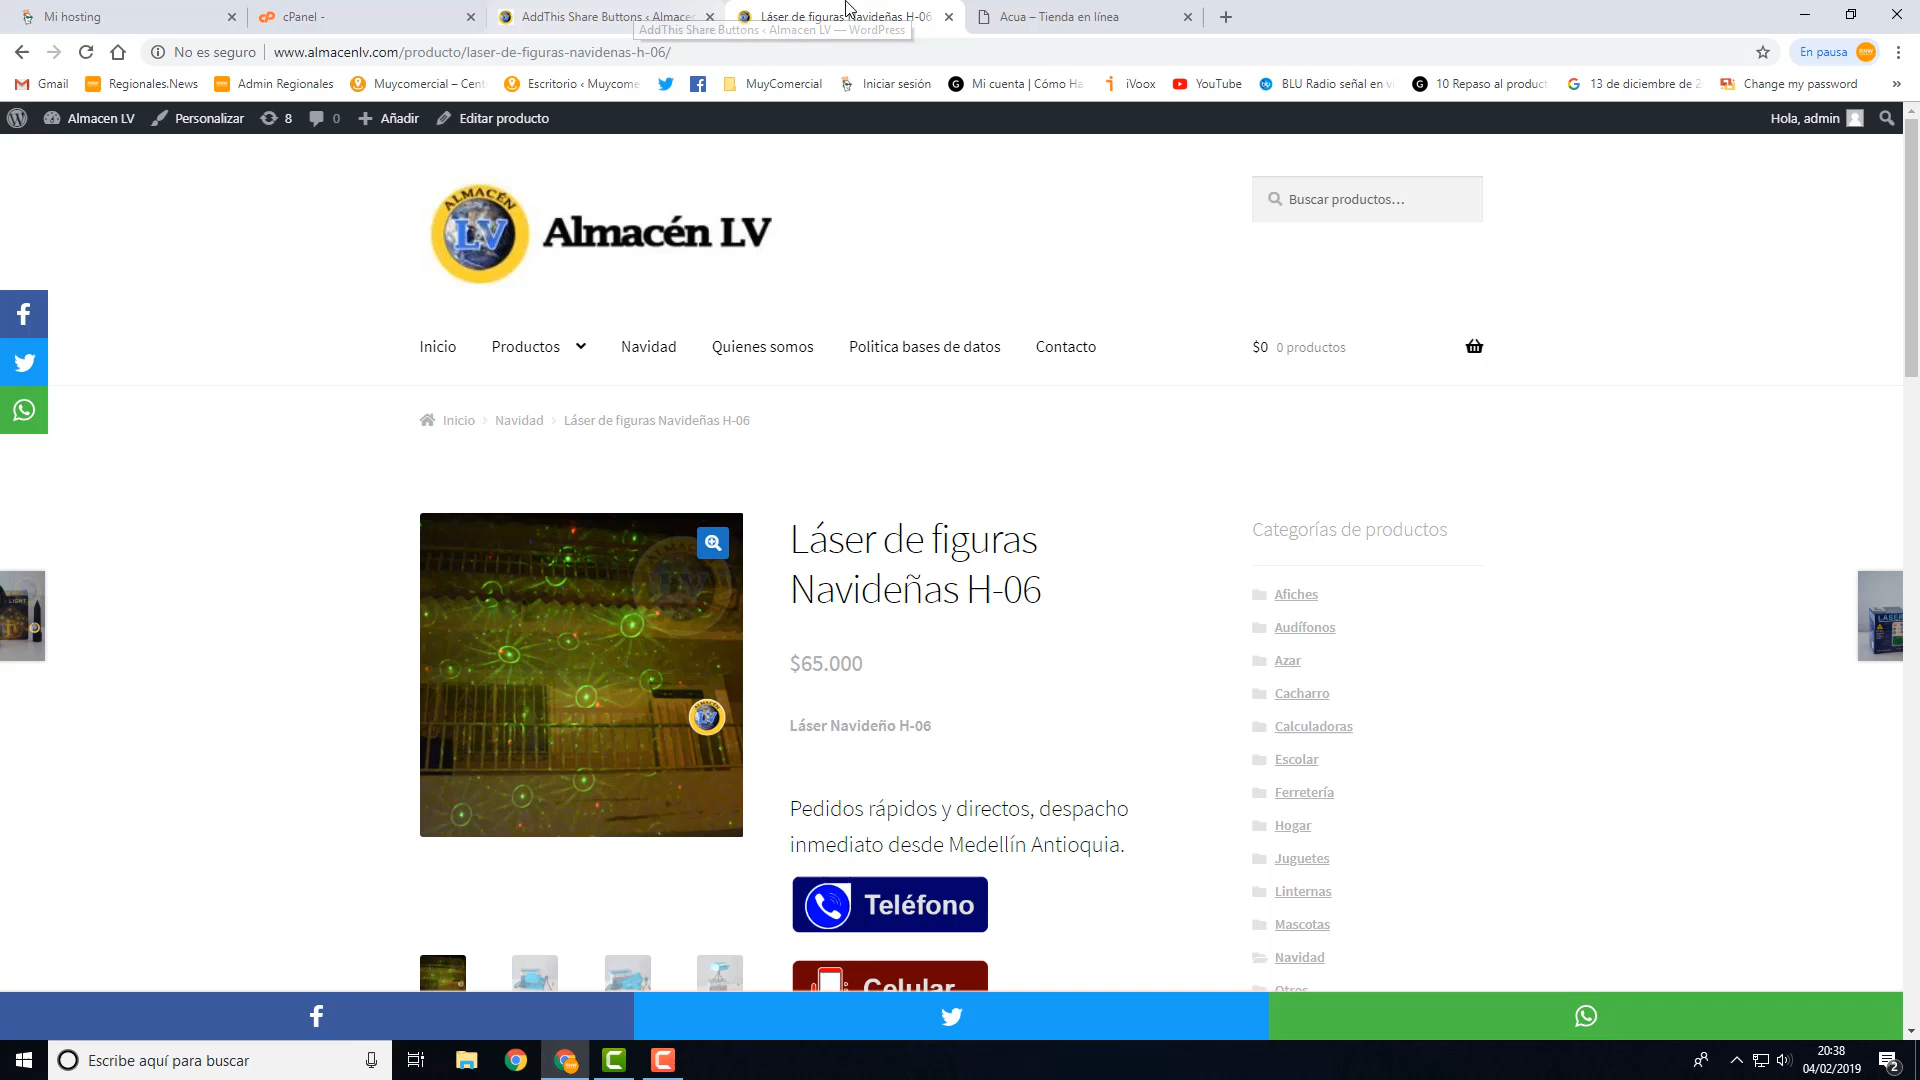 Mi hosting
cPanel -
AddThis Share Buttons ‹ Almacen
Láser de figuras Navideñas H-06
Acua – Tienda en línea
AddThis Share Buttons ‹ Almacen LV — WordPress
No es seguro
www.almacenlv.com/producto/laser-de-figuras-navidenas-h-06/
En pausa
Gmail
Regionales.News
Admin Regionales
Muycomercial – Cent
Escritorio ‹ Muycome
MuyComercial
Iniciar sesión
Mi cuenta | Cómo Ha
iVoox
YouTube
BLU Radio señal en v
10 Repaso al product
13 de diciembre de 2
Change my password
»
Almacen LV
Personalizar
8
0
Añadir
Editar producto
Hola, admin
ALMACÉN
LV
Almacén LV
Buscar productos...
Inicio
Productos
Navidad
Quienes somos
Politica bases de datos
Contacto
$0
0 productos
Inicio
Navidad
Láser de figuras Navideñas H-06
Láser de figuras
Navideñas H-06
$65.000
Láser Navideño H-06
Pedidos rápidos y directos, despacho
inmediato desde Medellín Antioquia.
Teléfono
Celular
Categorías de productos
Afiches
Audífonos
Azar
Cacharro
Calculadoras
Escolar
Ferretería
Hogar
Juguetes
Linternas
Mascotas
Navidad
Otros
LIGHT
LASER
Escribe aquí para buscar
20:38
04/02/2019
2